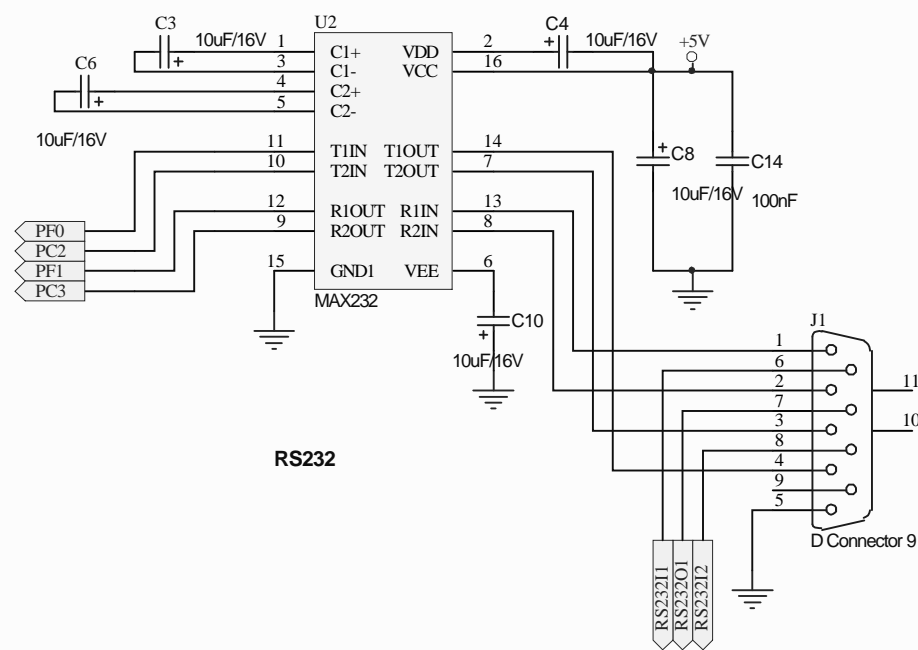 U2
C3
10uF/16V
1
C1+
VDD
2
C4
10uF/16V
+5V
3
C1-
VCC
16
C6
4
C2+
5
C2-
10uF/16V
11
T1IN
T1OUT
14
10
T2IN
T2OUT
7
C8
C14
10uF/16V
100nF
12
R1OUT
R1IN
13
9
R2OUT
R2IN
8
PF0
PC2
PF1
PC3
15
GND1
VEE
6
MAX232
C10
10uF/16V
J1
1
6
2
7
3
8
4
9
5
11
10
RS232
D Connector 9
RS232I1
RS232O1
RS232I2